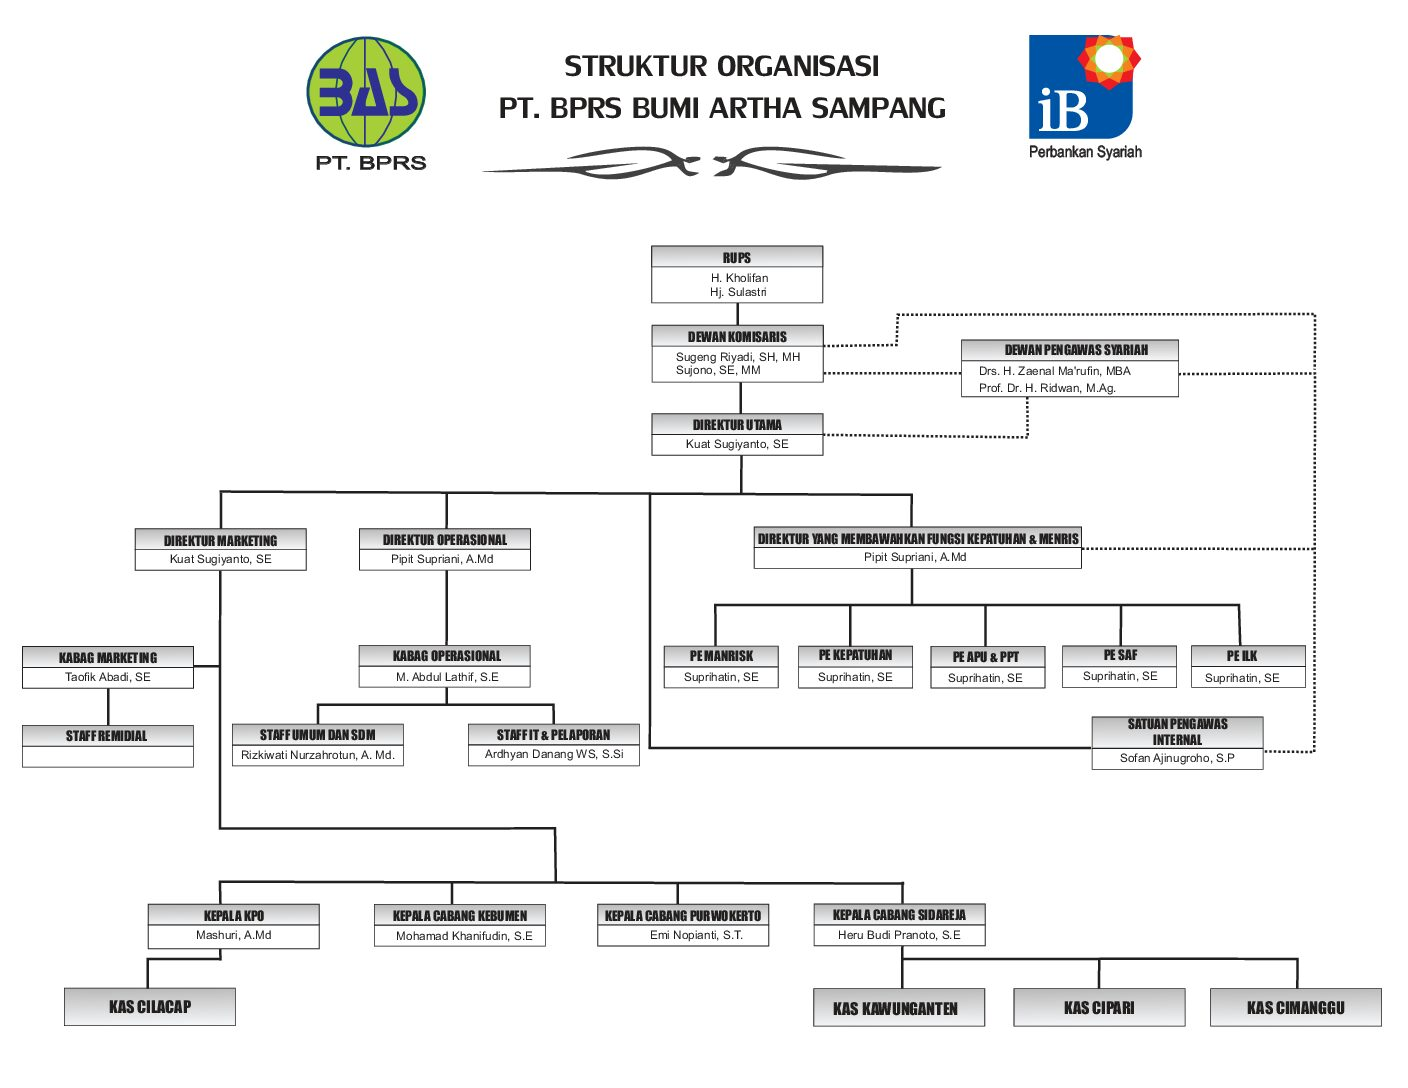 BAS
PT. BPRS
STRUKTUR ORGANISASI
PT. BPRS BUMI ARTHA SAMPANG
iB
Perbankan Syariah
RUPS
H. Kholifan
Hj. Sulastri
DEWAN KOMISARIS
Sugeng Riyadi, SH, MH
Sujono, SE, MM
DEWAN PENGAWAS SYARIAH
Drs. H. Zaenal Ma'rufin, MBA
Prof. Dr. H. Ridwan, M.Ag.
DIREKTUR UTAMA
Kuat Sugiyanto, SE
DIREKTUR MARKETING
Kuat Sugiyanto, SE
DIREKTUR OPERASIONAL
Pipit Supriani, A.Md
DIREKTUR YANG MEMBAWAHKAN FUNGSI KEPATUHAN & MENRIS
Pipit Supriani, A.Md
KABAG MARKETING
Taofik Abadi, SE
KABAG OPERASIONAL
M. Abdul Lathif, S.E
PE MANRISK
Suprihatin, SE
PE KEPATUHAN
Suprihatin, SE
PE APU & PPT
Suprihatin, SE
PE SAF
Suprihatin, SE
PE ILK
Suprihatin, SE
STAFF REMIDIAL
STAFF UMUM DAN SDM
Rizkiwati Nurzahrotun, A. Md.
STAFF IT & PELAPORAN
Ardhyan Danang WS, S.Si
SATUAN PENGAWAS
INTERNAL
Sofan Ajinugroho, S.P
KEPALA KPO
Mashuri, A.Md
KEPALA CABANG KEBUMEN
Mohamad Khanifudin, S.E
KEPALA CABANG PURWOKERTO
Emi Nopianti, S.T.
KEPALA CABANG SIDAREJA
Heru Budi Pranoto, S.E
KAS CILACAP
KAS KAWUNGANTEN
KAS CIPARI
KAS CIMANGGU